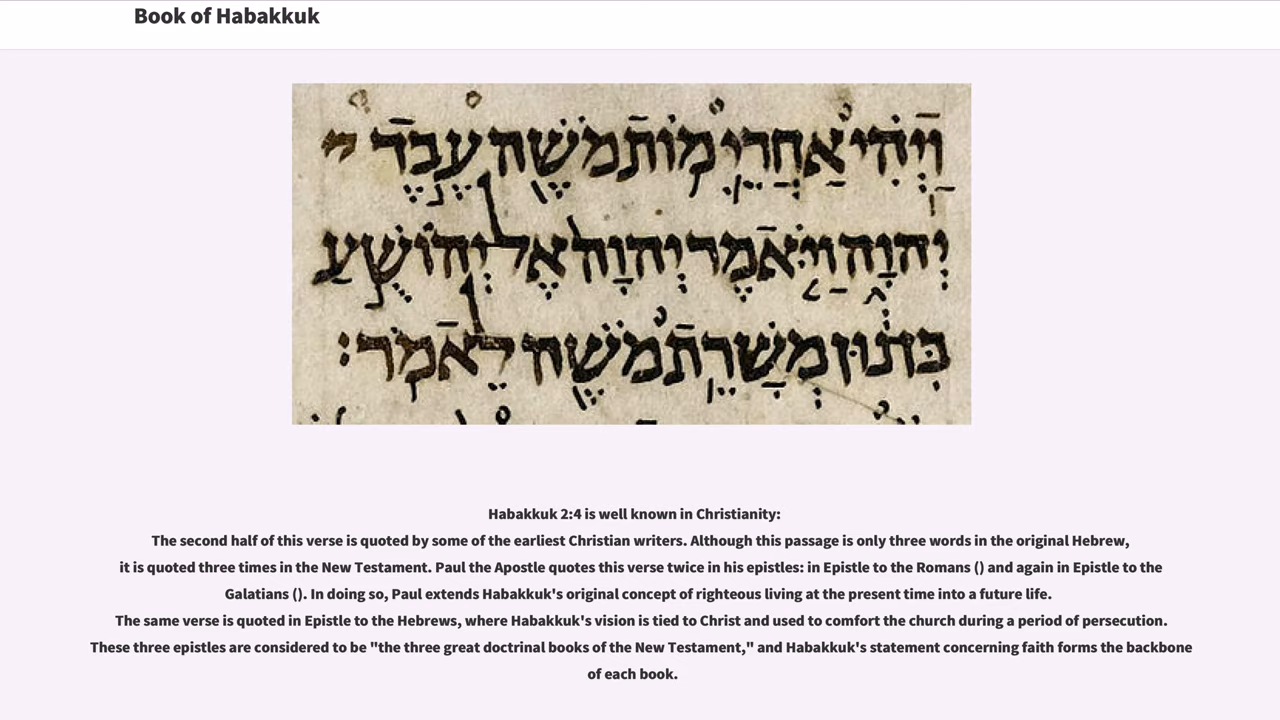 Book of Habakkuk
וַיְהִי אַחֲרֵי מוֹת מֹשֶׁה עֶבֶד י
יְהוָה וַיֹּאמֶר יְהוָה אֶל יְהוֹשֻׁעַ
בִּן נוּן מְשָׁרֵת מֹשֶׁה לֵאמֹר׃
Habakkuk 2:4 is well known in Christianity:
The second half of this verse is quoted by some of the earliest Christian writers. Although this passage is only three words in the original Hebrew,
it is quoted three times in the New Testament. Paul the Apostle quotes this verse twice in his epistles: in Epistle to the Romans () and again in Epistle to the
Galatians (). In doing so, Paul extends Habakkuk's original concept of righteous living at the present time into a future life.
The same verse is quoted in Epistle to the Hebrews, where Habakkuk's vision is tied to Christ and used to comfort the church during a period of persecution.
These three epistles are considered to be "the three great doctrinal books of the New Testament," and Habakkuk's statement concerning faith forms the backbone
of each book.